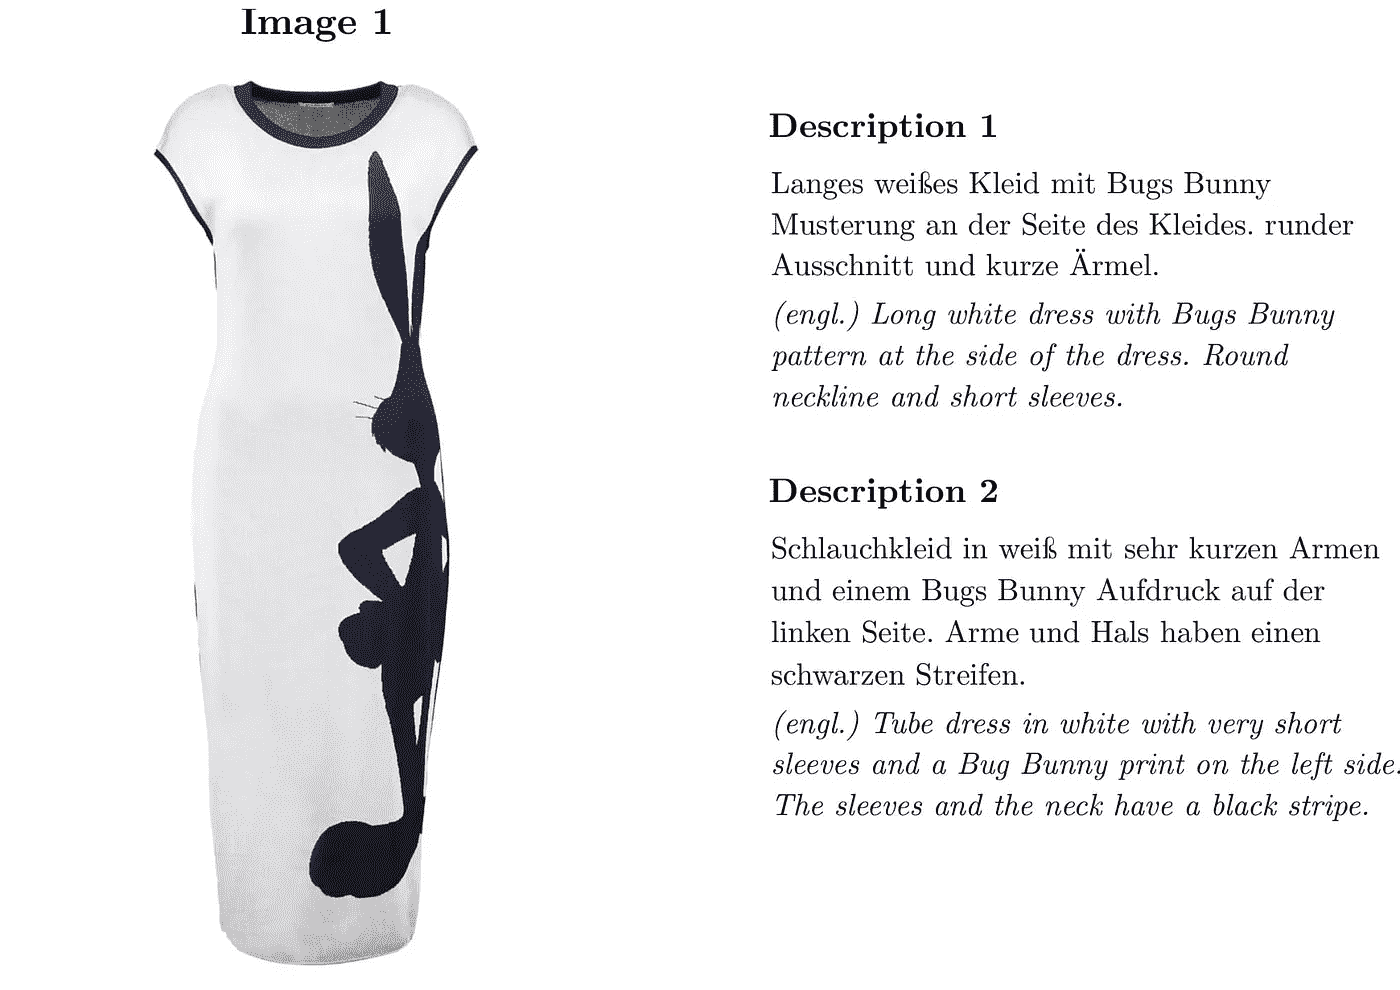 Image 1
Description 1
Langes weißes Kleid mit Bugs Bunny
Musterung an der Seite des Kleides. runder
Ausschnitt und kurze Ärmel.
(engl.) Long white dress with Bugs Bunny
pattern at the side of the dress. Round
neckline and short sleeves.
Description 2
Schlauchkleid in weiß mit sehr kurzen Armen
und einem Bugs Bunny Aufdruck auf der
linken Seite. Arme und Hals haben einen
schwarzen Streifen.
(engl.) Tube dress in white with very short
sleeves and a Bug Bunny print on the left side.
The sleeves and the neck have a black stripe.